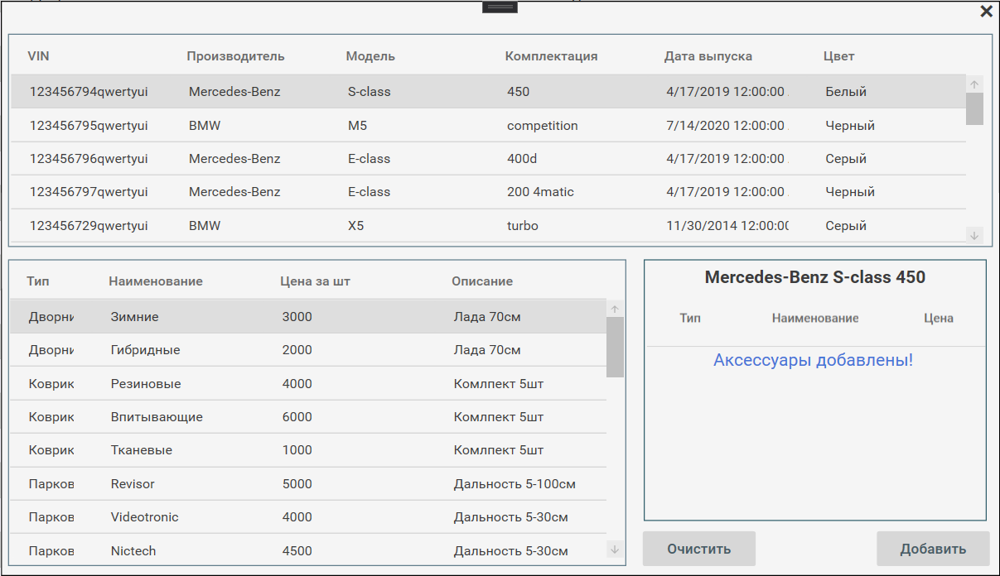 VIN Производитель Модель Комплектация Дата выпуска Цвет
123456794qwertyui Mercedes-Benz S-class 450 4/17/2019 12:00:00 Белый
123456795qwertyui BMW M5 competition 7/14/2020 12:00:00 Черный
123456796qwertyui Mercedes-Benz E-class 400d 4/17/2019 12:00:00 Серый
123456797qwertyui Mercedes-Benz E-class 200 4matic 4/17/2019 12:00:00 Черный
123456729qwertyui BMW X5 turbo 11/30/2014 12:00:00 Серый
Тип Наименование Цена за шт Описание
Дворни Зимние 3000 Лада 70см
Дворни Гибридные 2000 Лада 70см
Коврик Резиновые 4000 Комлпект 5шт
Коврик Впитывающие 6000 Комлпект 5шт
Коврик Тканевые 1000 Комлпект 5шт
Парков Revisor 5000 Дальность 5-100см
Парков Videotronic 4000 Дальность 5-30см
Парков Nictech 4500 Дальность 5-30см
Mercedes-Benz S-class 450
Тип Наименование Цена
Аксессуары добавлены!
Очистить Добавить